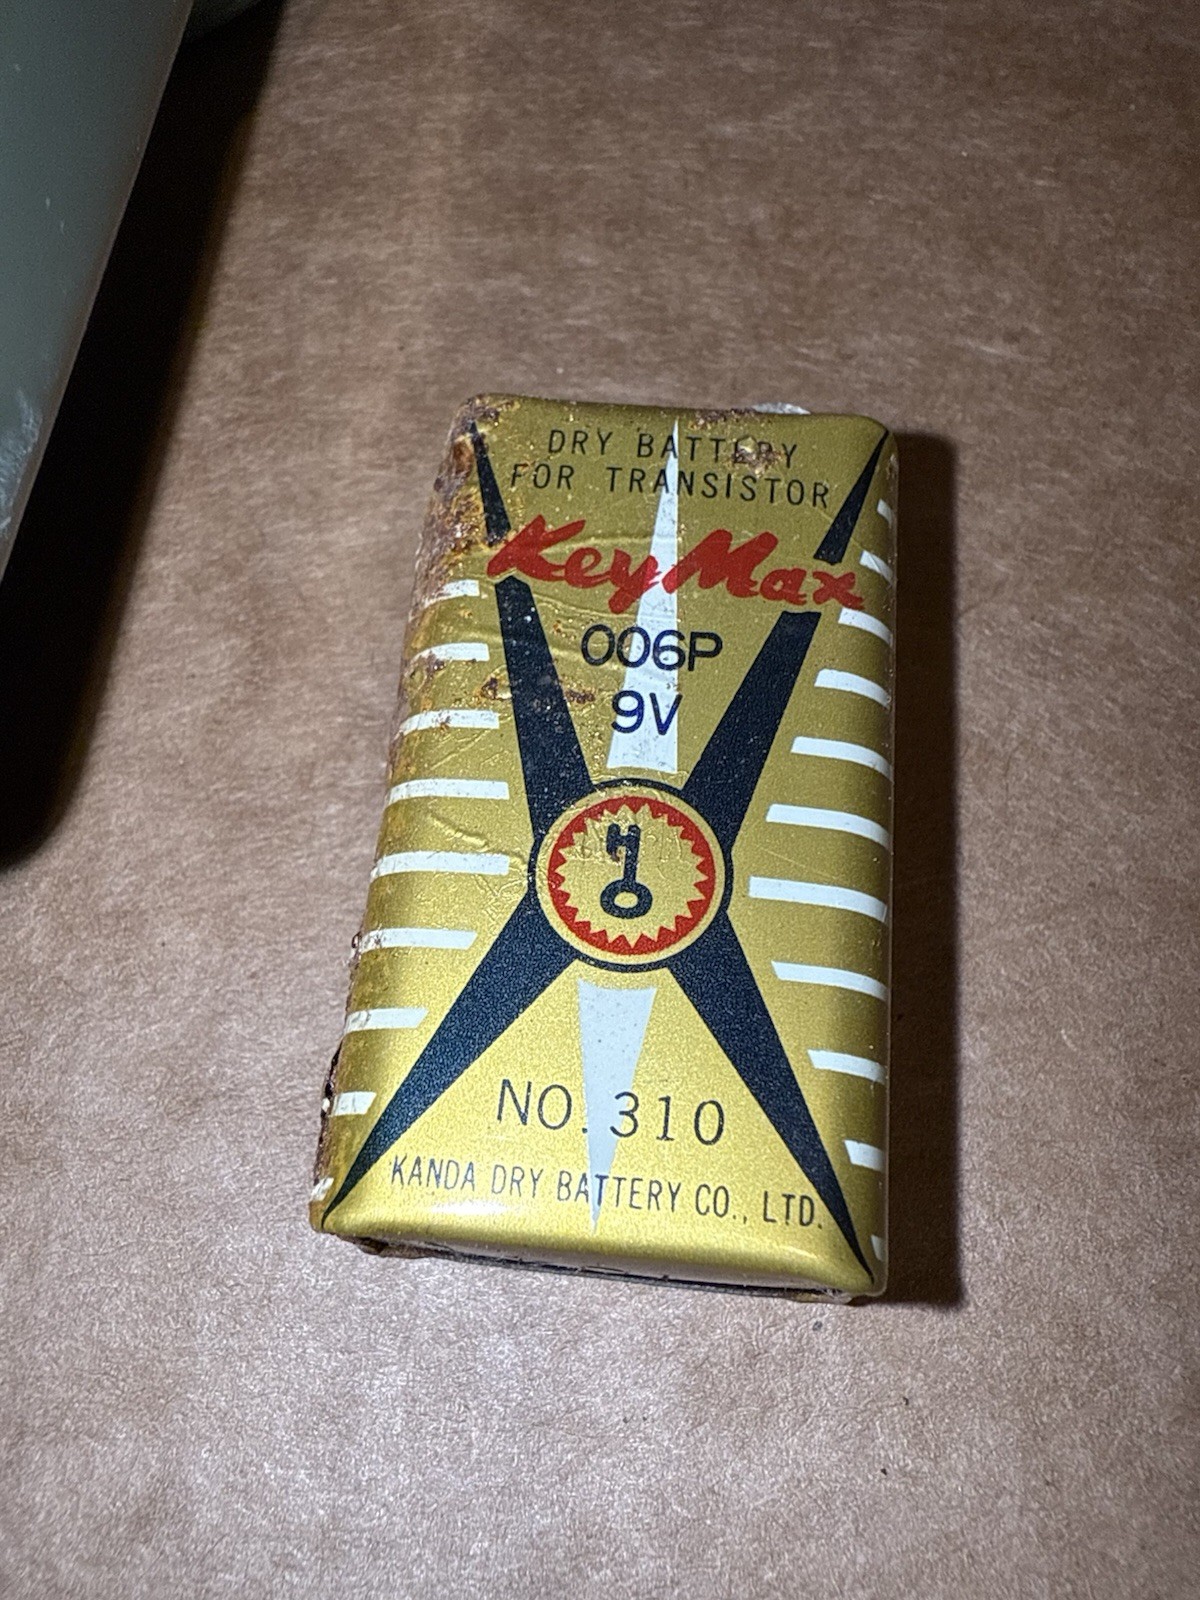 DRY BATTERY
FOR TRANSISTOR
KeyMax
006P
9V
NO. 310
KANDA DRY BATTERY CO., LTD.